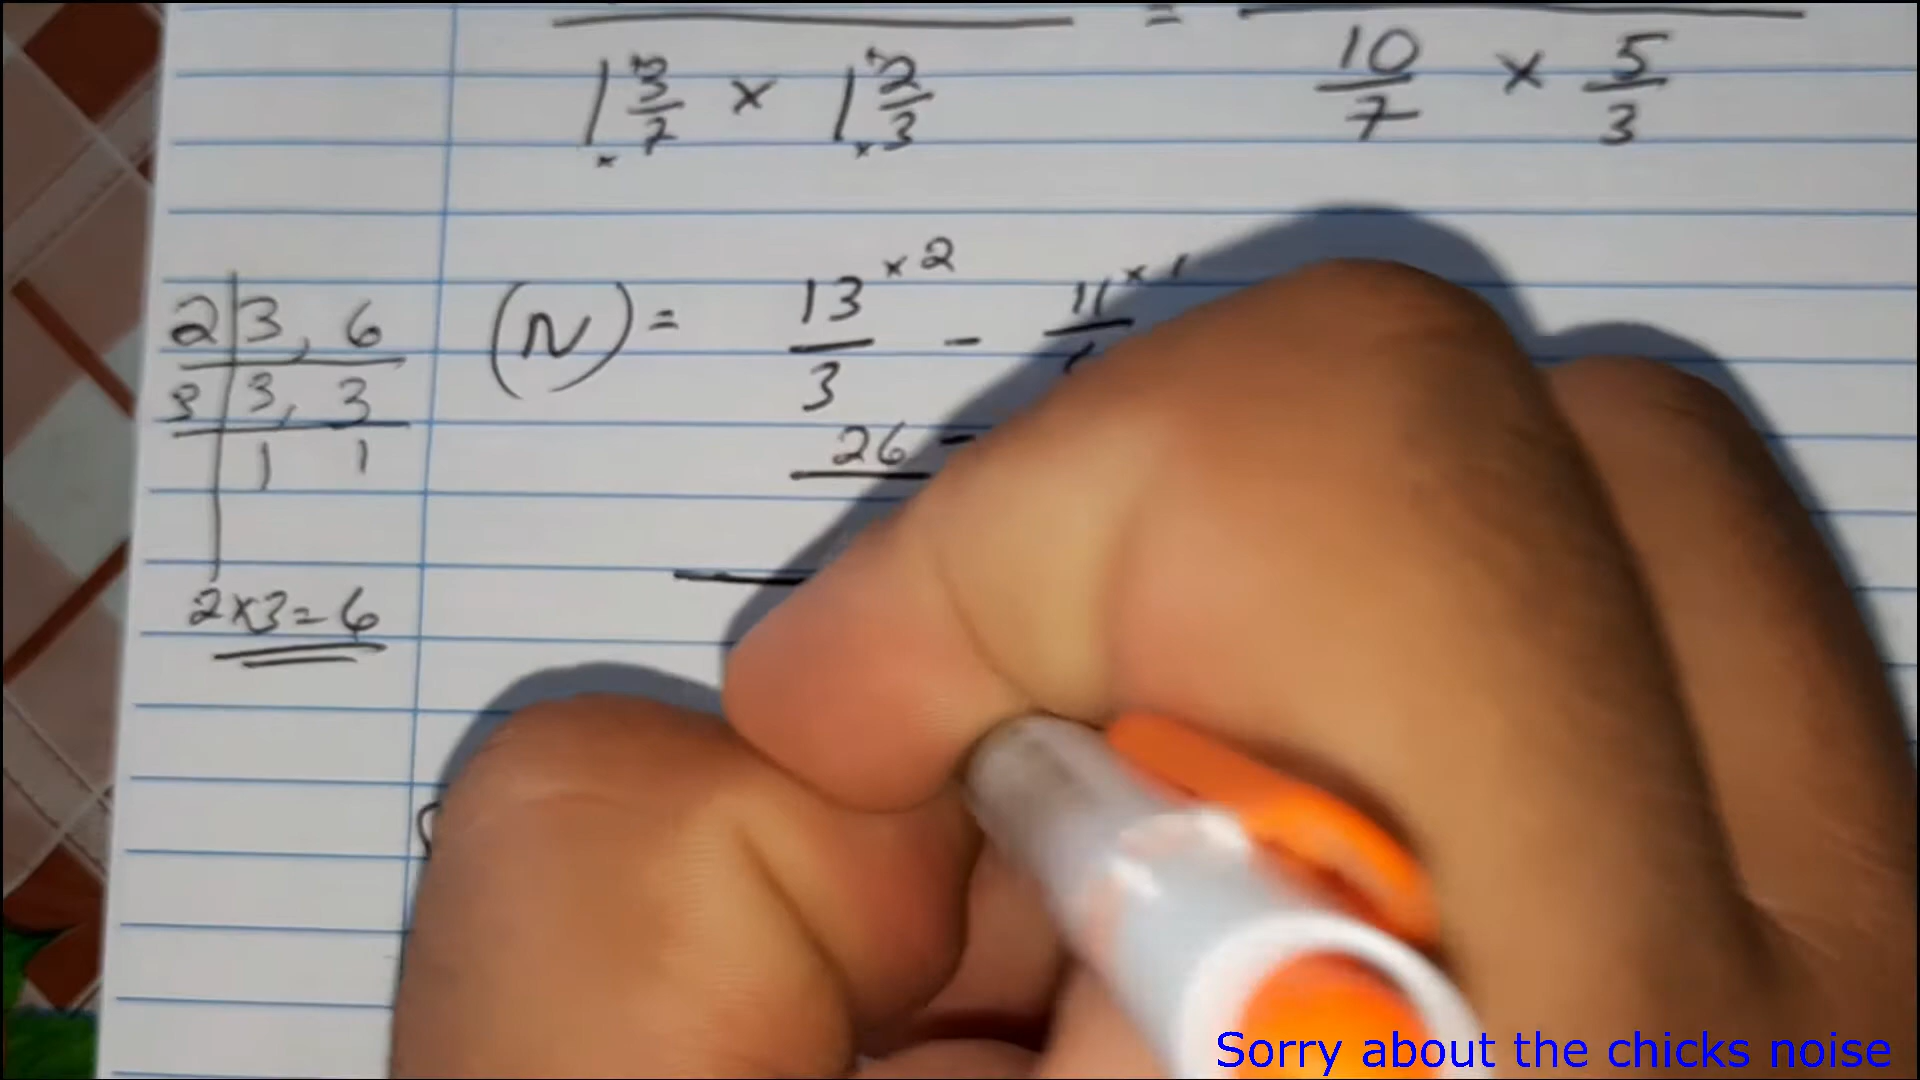 =
1 3/7 × 1 2/3
10/7 × 5/3
2 | 3, 6
3 | 3, 3
1 1
2×3=6
(N) = 13/3 ×2 - 11 ×1
26 -
Sorry about the chicks noise